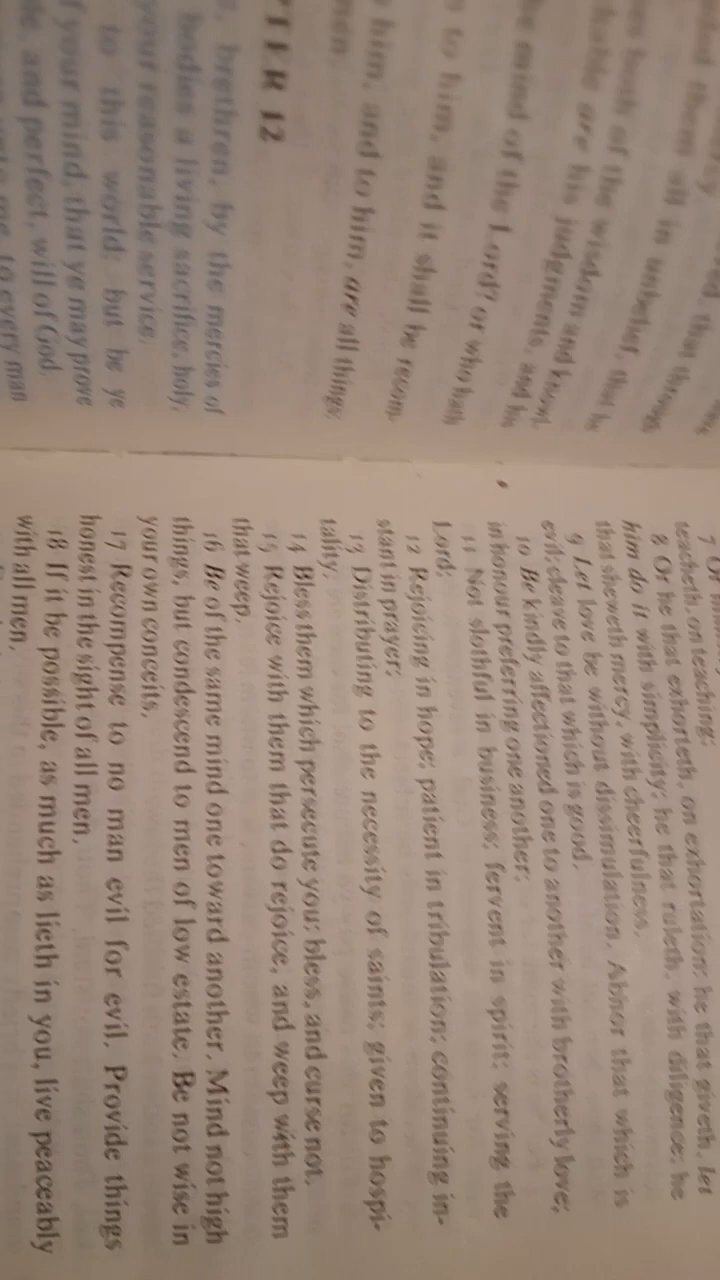 them all in unbelief, that he
both of the wisdom and knowl-
are his judgments, and his
mind of the Lord? or who hath
to him, and it shall be recom-
him, and to him, are all things:
men.
TER 12
brethren, by the mercies of
bodies a living sacrifice, holy,
your reasonable service.
to this world: but be ye
your mind, that ye may prove
and perfect, will of God.
me, to every man
teacheth, on teaching;
8 Or he that exhorteth, on exhortation: he that giveth, let
him do it with simplicity; he that ruleth, with diligence; he
that sheweth mercy, with cheerfulness.
9 Let love be without dissimulation. Abhor that which is
evil; cleave to that which is good.
10 Be kindly affectioned one to another with brotherly love;
in honour preferring one another;
11 Not slothful in business; fervent in spirit; serving the
Lord;
12 Rejoicing in hope; patient in tribulation; continuing in-
stant in prayer;
13 Distributing to the necessity of saints; given to hospi-
tality.
14 Bless them which persecute you: bless, and curse not.
15 Rejoice with them that do rejoice, and weep with them
that weep.
16 Be of the same mind one toward another. Mind not high
things, but condescend to men of low estate. Be not wise in
your own conceits.
17 Recompense to no man evil for evil. Provide things
honest in the sight of all men.
18 If it be possible, as much as lieth in you, live peaceably
with all men.